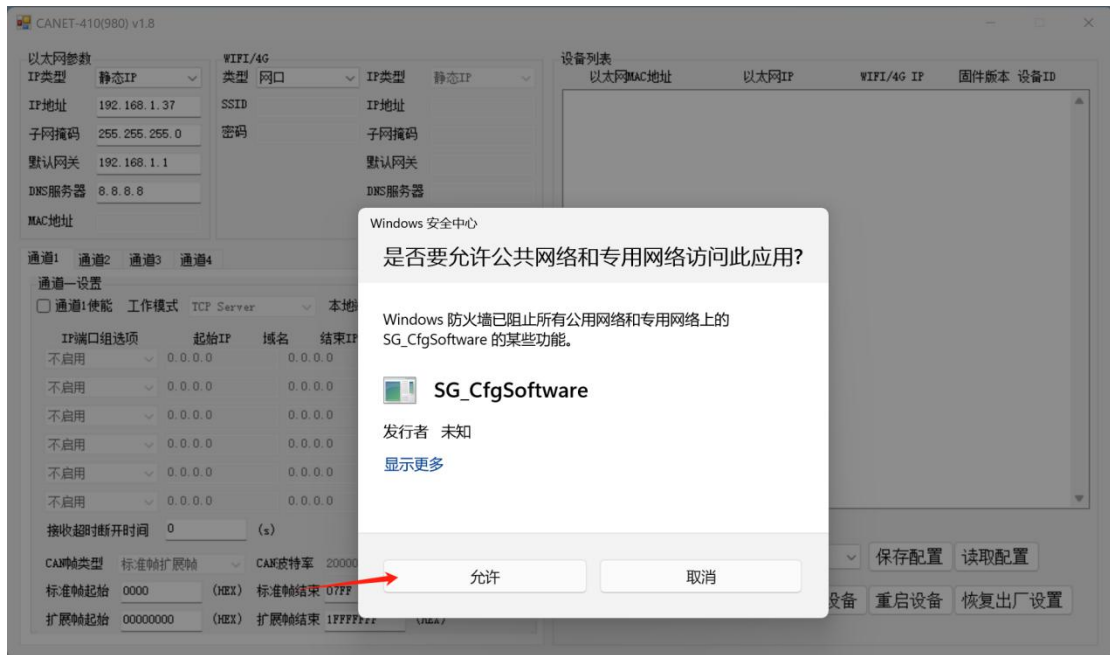 CANET-410(980) v1.8
以太网参数
IP类型 静态IP
IP地址 192.168.1.37
子网掩码 255.255.255.0
默认网关 192.168.1.1
DNS服务器 8.8.8.8
MAC地址
WIFI/4G
类型 网口 IP类型 静态IP
SSID IP地址
密码 子网掩码
默认网关
DNS服务器
设备列表
以太网MAC地址 以太网IP WIFI/4G IP 固件版本 设备ID
通道1 通道2 通道3 通道4
通道一设置
通道1使能 工作模式 TCP Server 本地
IP端口组选项 起始IP 域名 结束IP
不启用 0.0.0.0 0.0.0.0
不启用 0.0.0.0 0.0.0.0
不启用 0.0.0.0 0.0.0.0
不启用 0.0.0.0 0.0.0.0
不启用 0.0.0.0 0.0.0.0
不启用 0.0.0.0 0.0.0.0
接收超时断开时间 0 (s)
CAN帧类型 标准帧扩展帧 CAN波特率 20000
标准帧起始 0000 (HEX) 标准帧结束 07FF
扩展帧起始 00000000 (HEX) 扩展帧结束 1FFFFFFF (HEX)
Windows 安全中心
是否要允许公共网络和专用网络访问此应用?
Windows 防火墙已阻止所有公用网络和专用网络上的
SG_CfgSoftware 的某些功能。
SG_CfgSoftware
发行者 未知
显示更多
允许 取消
保存配置 读取配置
设备 重启设备 恢复出厂设置